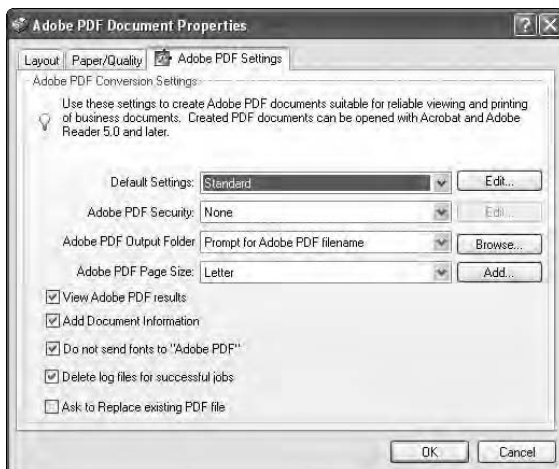 Adobe PDF Document Properties
Layout Paper/Quality Adobe PDF Settings
Adobe PDF Conversion Settings
Use these settings to create Adobe PDF documents suitable for reliable viewing and printing
of business documents. Created PDF documents can be opened with Acrobat and Adobe
Reader 5.0 and later.
Default Settings: Standard Edit...
Adobe PDF Security: None Edit...
Adobe PDF Output Folder Prompt for Adobe PDF filename Browse...
Adobe PDF Page Size: Letter Add...
View Adobe PDF results
Add Document Information
Do not send fonts to "Adobe PDF"
Delete log files for successful jobs
Ask to Replace existing PDF file
OK Cancel